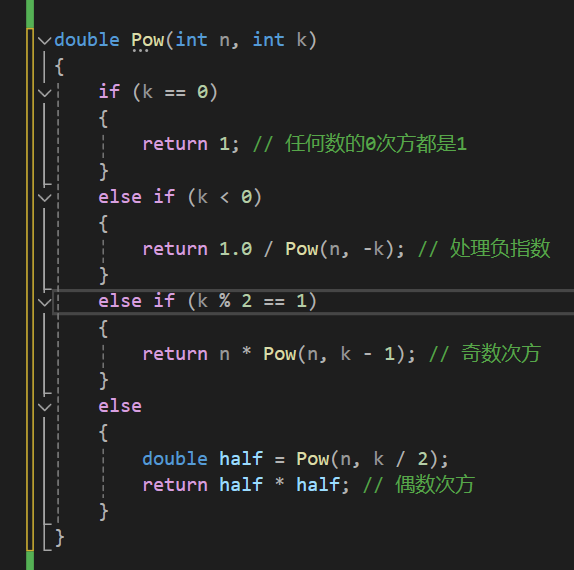 double Pow(int n, int k)
{
if (k == 0)
{
return 1; // 任何数的0次方都是1
}
else if (k < 0)
{
return 1.0 / Pow(n, -k); // 处理负指数
}
else if (k % 2 == 1)
{
return n * Pow(n, k - 1); // 奇数次方
}
else
{
double half = Pow(n, k / 2);
return half * half; // 偶数次方
}
}